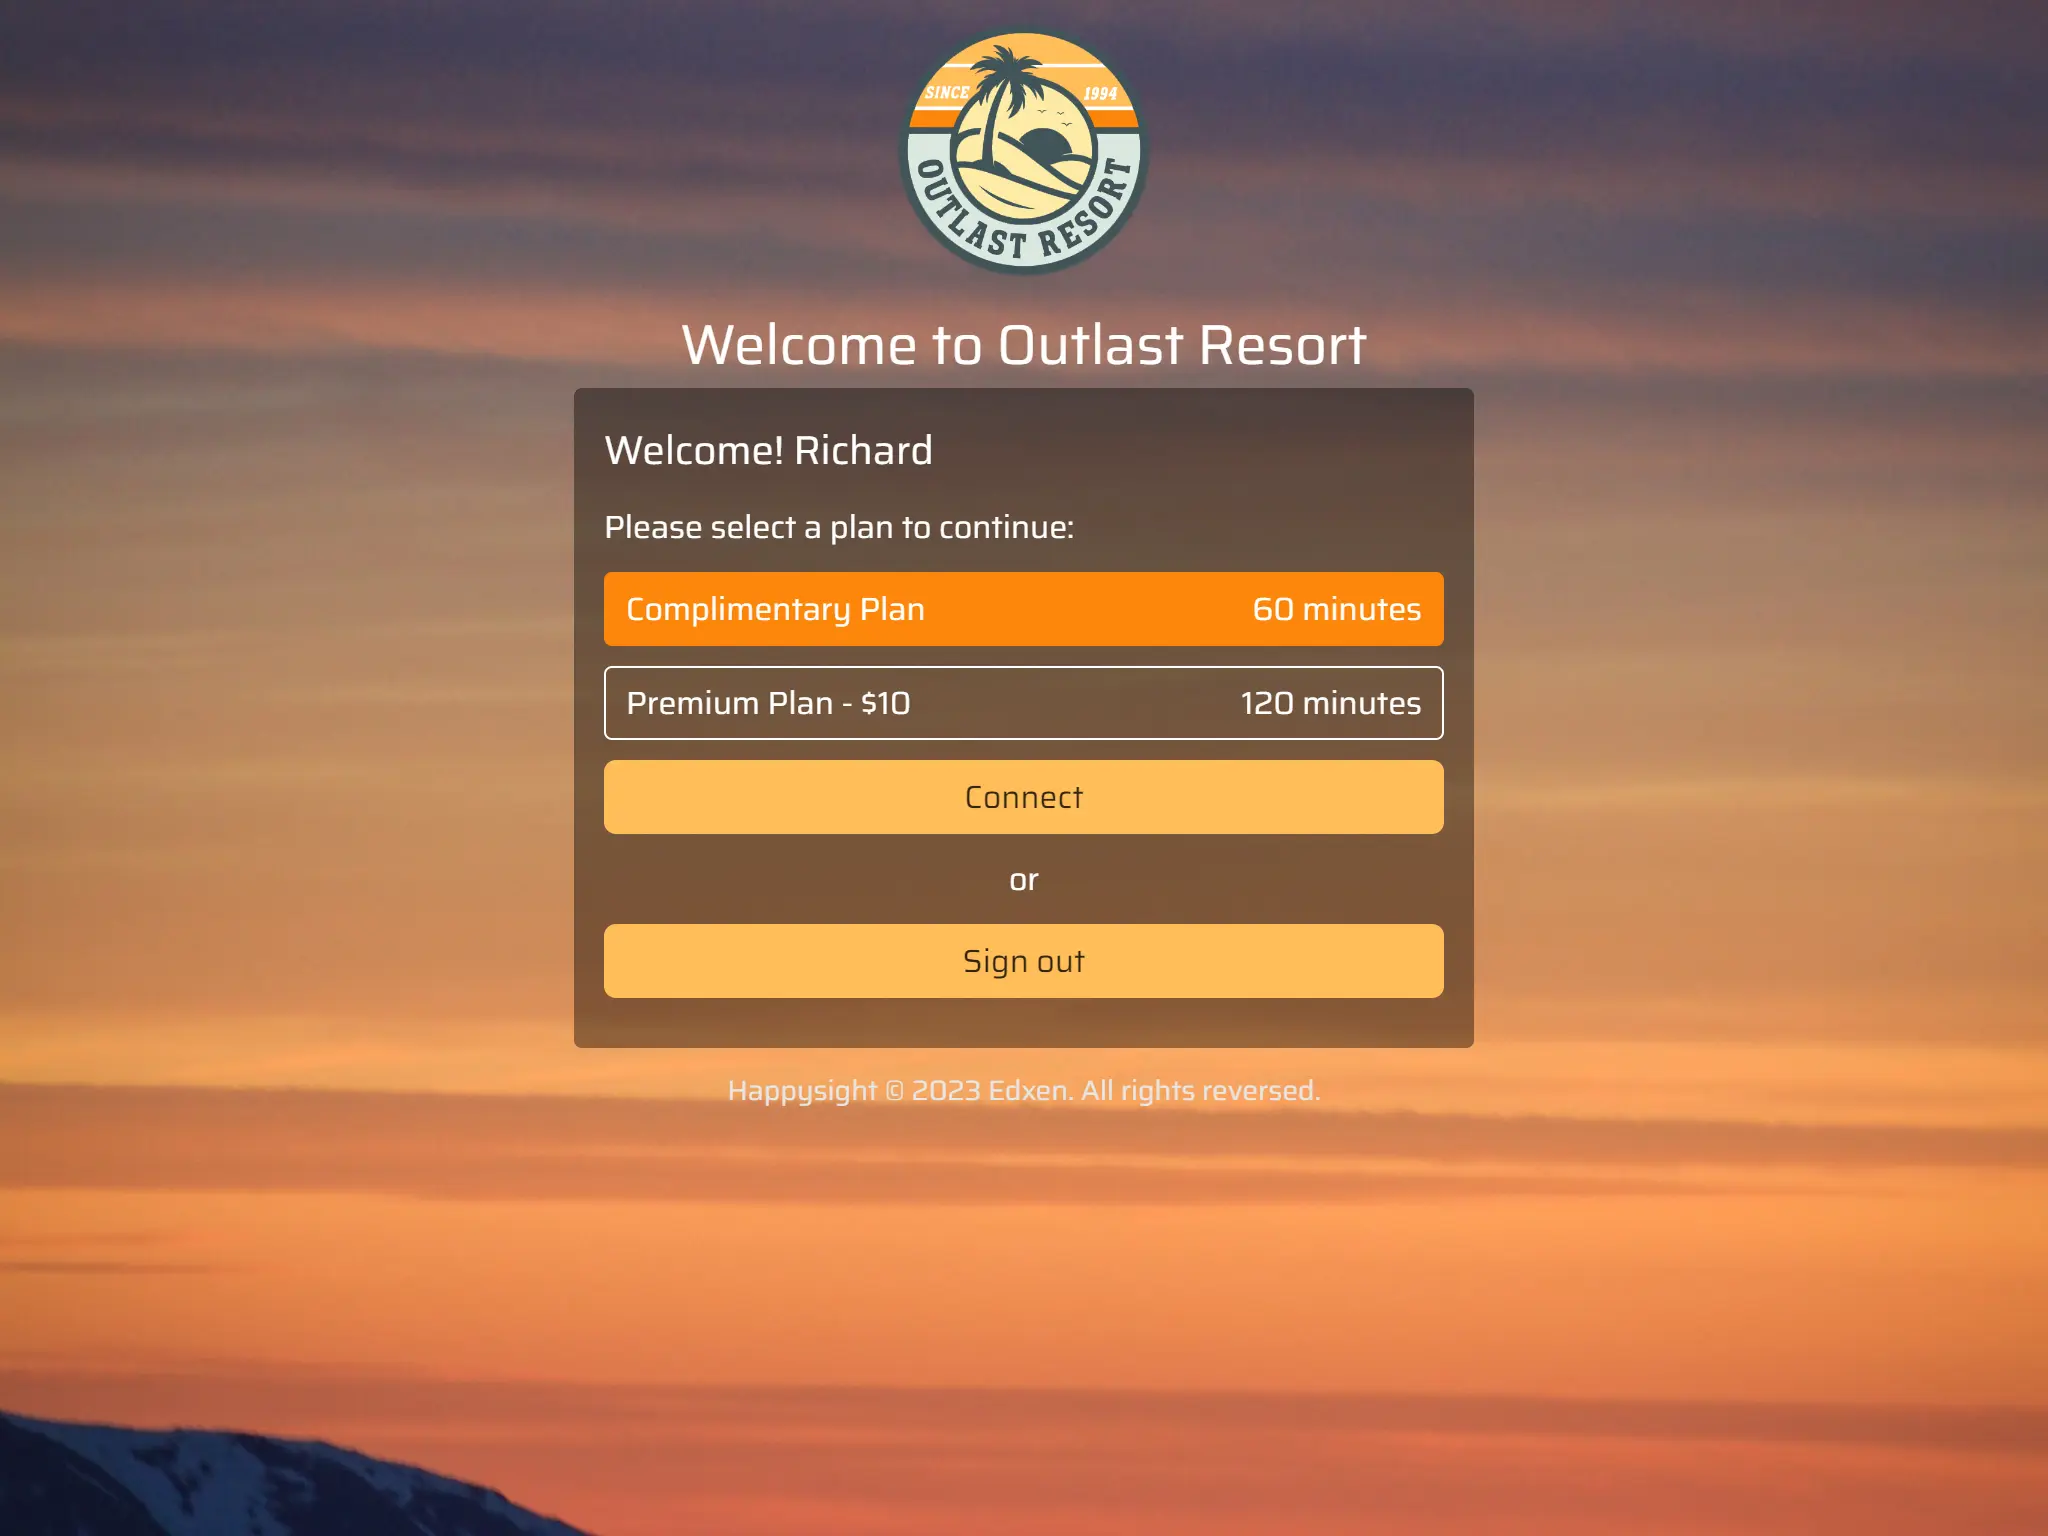 SINCE 1994
OUTLAST RESORT
Welcome to Outlast Resort
Welcome! Richard
Please select a plan to continue:
Complimentary Plan 60 minutes
Premium Plan - $10 120 minutes
Connect
or
Sign out
Happysight © 2023 Edxen. All rights reversed.